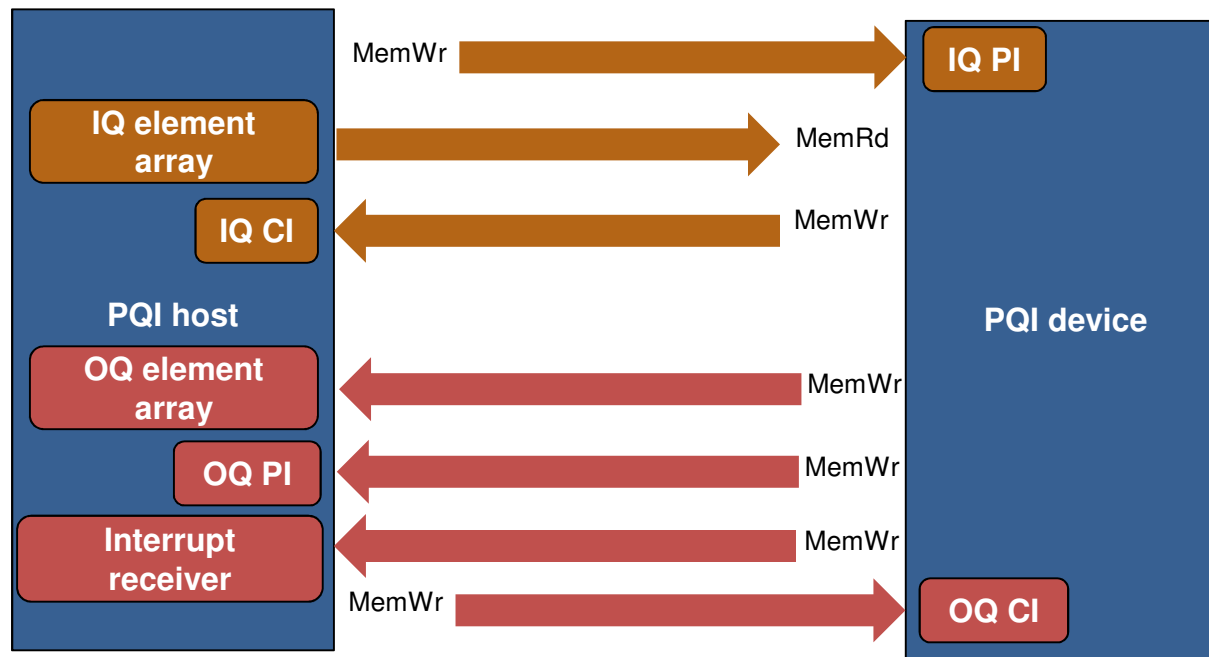 MemWr
IQ PI
IQ element
array
MemRd
IQ CI
MemWr
PQI host
PQI device
OQ element
array
MemWr
OQ PI
MemWr
Interrupt
receiver
MemWr
MemWr
OQ CI